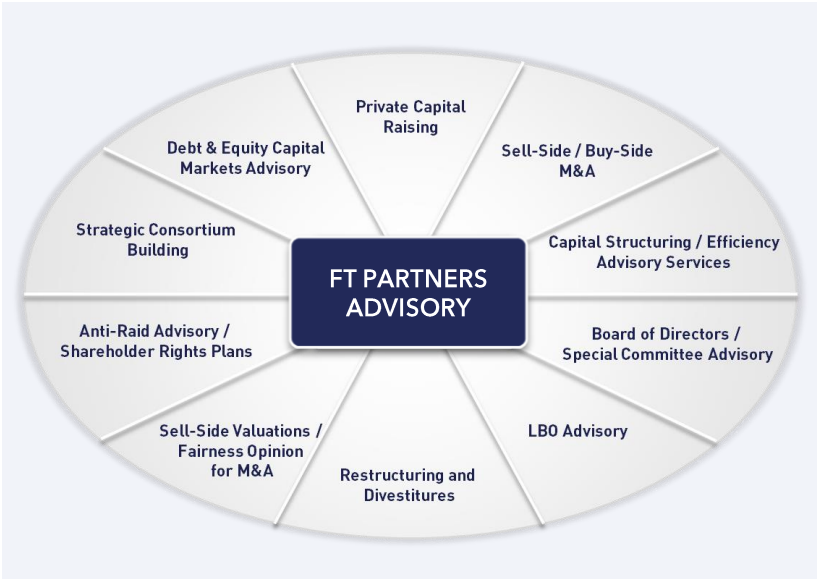 Private Capital
Raising
Sell-Side / Buy-Side
M&A
Capital Structuring / Efficiency
Advisory Services
Board of Directors /
Special Committee Advisory
LBO Advisory
Restructuring and
Divestitures
Sell-Side Valuations /
Fairness Opinion
for M&A
Anti-Raid Advisory /
Shareholder Rights Plans
Strategic Consortium
Building
Debt & Equity Capital
Markets Advisory
FT PARTNERS
ADVISORY